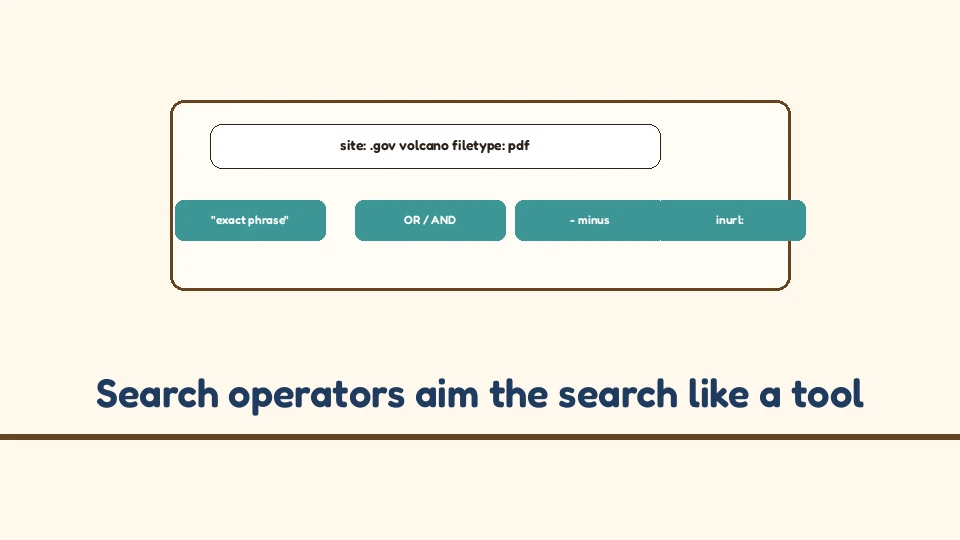 site: .gov volcano filetype: pdf
"exact phrase" OR / AND - minus inurl:
Search operators aim the search like a tool